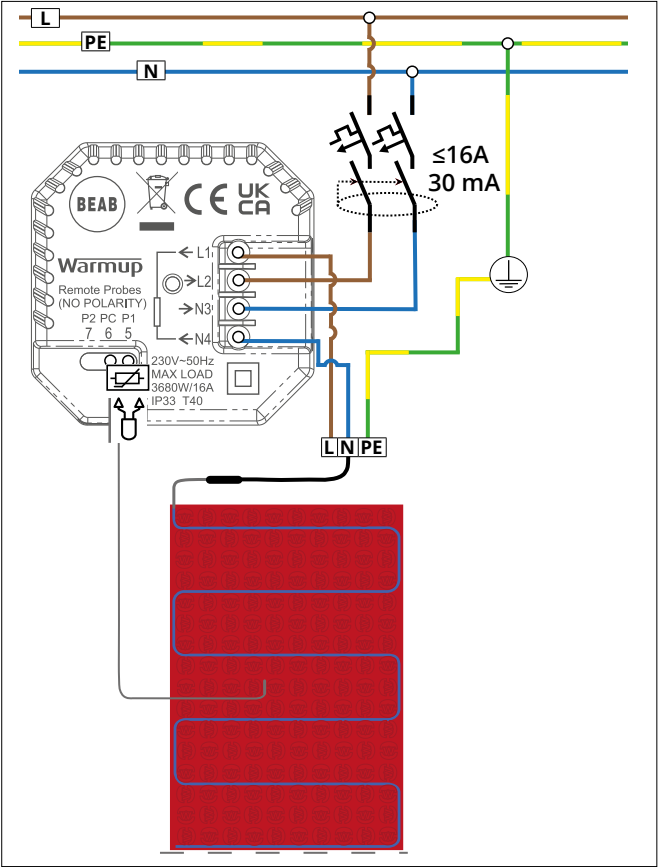 L
PE
N
≤16A
30 mA
BEAB
CE UK CA
L1
Warmup
L2
Remote Probes
(NO POLARITY)
N3
P2 PC P1
7 6 5
N4
230V~50Hz
MAX LOAD
3680W/16A
IP33 T40
L N PE